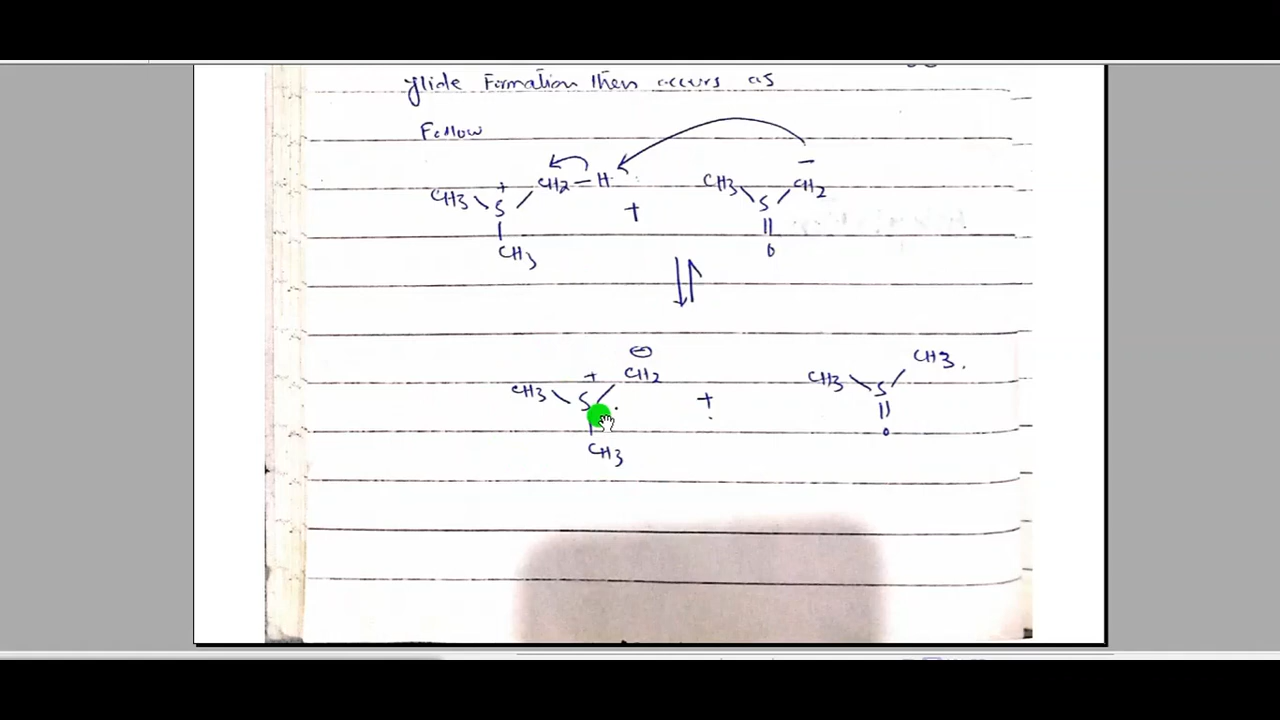 ylide Formation then occurs as
Follow
CH3 S + CH2 – H + CH3 S CH2 –
CH3 O
⇌
CH3 S + CH2 ⊖ + CH3 S CH3.
CH3 O